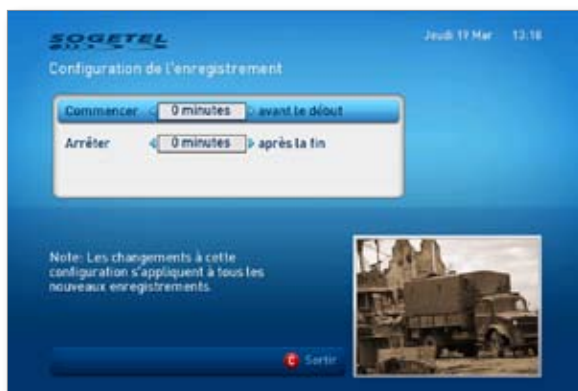 SOGETEL
Jeudi 19 Mar 13:18
Configuration de l'enregistrement
Commencer 0 minutes avant le début
Arrêter 0 minutes après la fin
Note: Les changements à cette
configuration s'appliquent à tous les
nouveaux enregistrements.
C Sortir